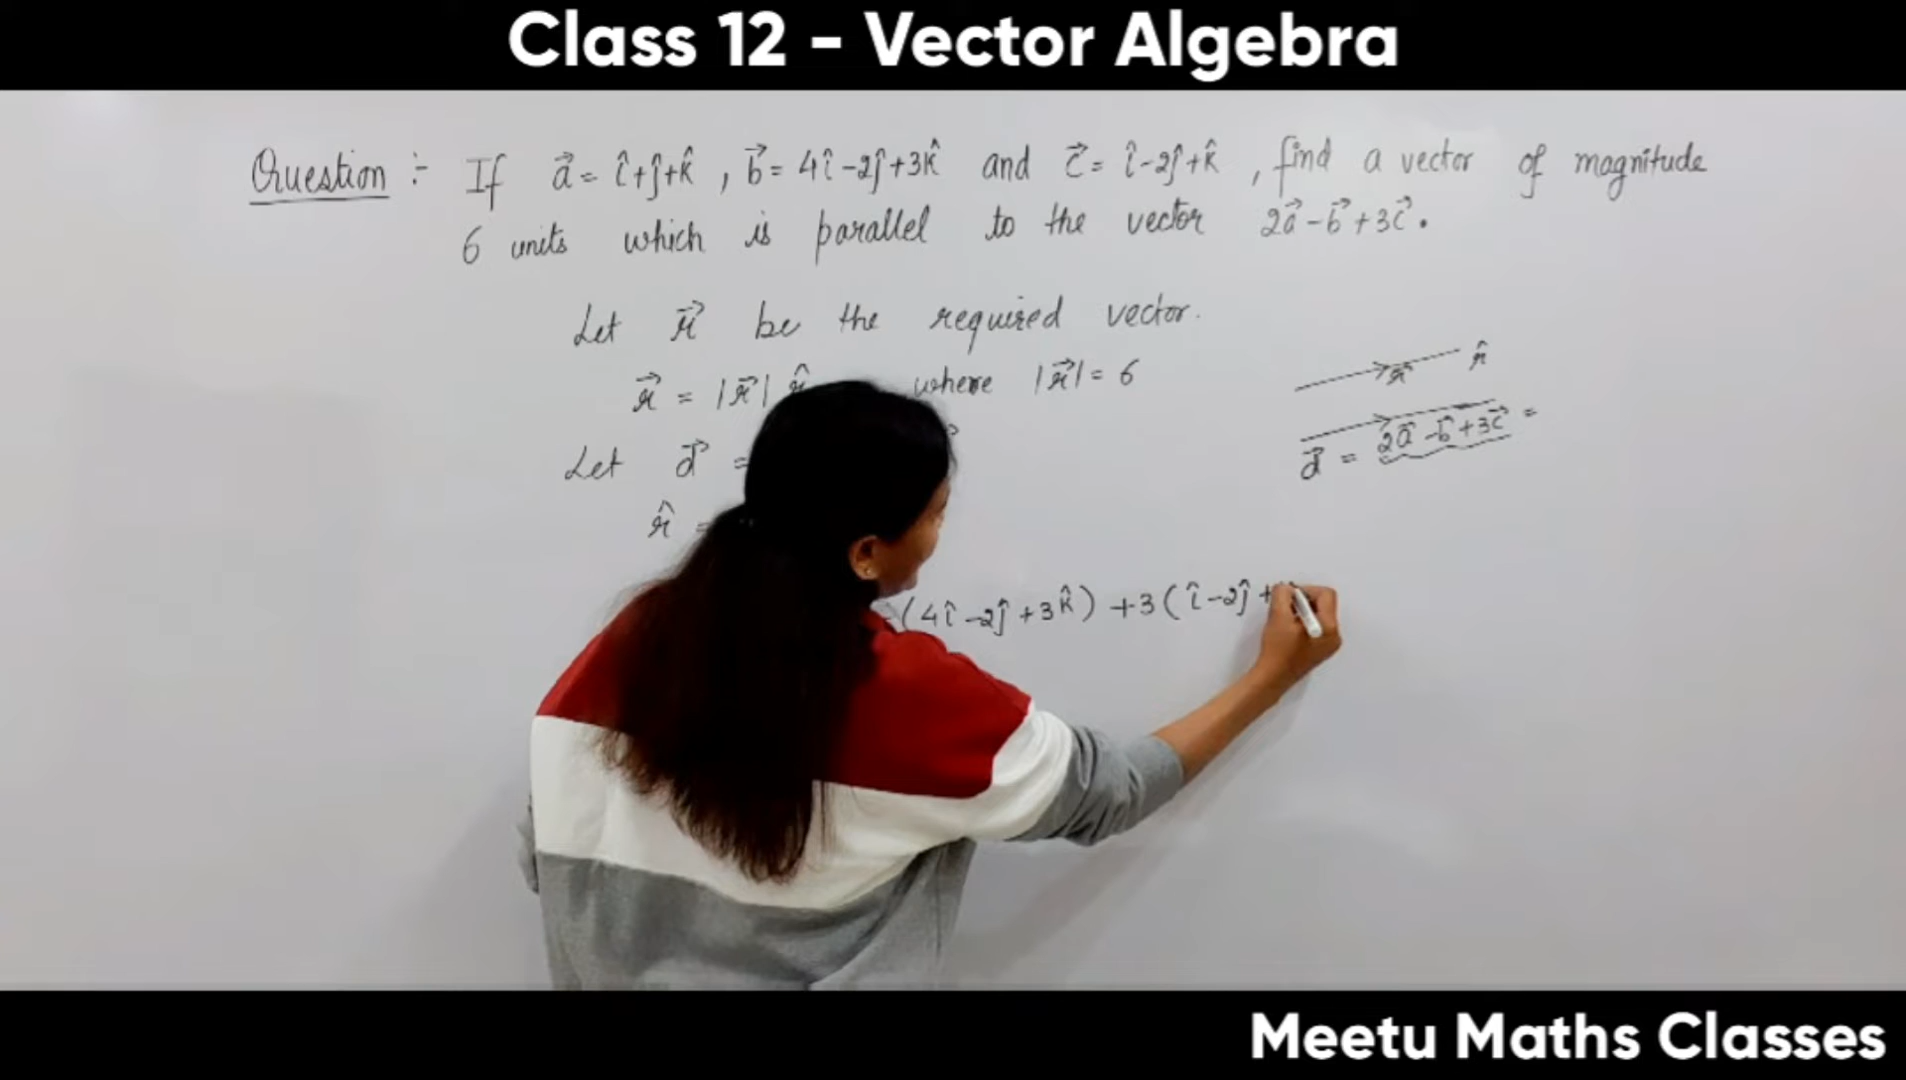 Class 12 - Vector Algebra
Question :- If a⃗ = î+ĵ+k̂ , b⃗ = 4î-2ĵ+3k̂ and c⃗ = î-2ĵ+k̂ , find a vector of magnitude
6 units which is parallel to the vector 2a⃗ - b⃗ + 3c⃗ .
Let r⃗ be the required vector.
r⃗ = |r⃗| r̂ where |r⃗| = 6
Let d⃗ =
r̂ =
- (4î -2ĵ +3k̂) +3(î -2ĵ +
r̂
r⃗
d⃗ = 2a⃗ - b⃗ + 3c⃗ =
Meetu Maths Classes